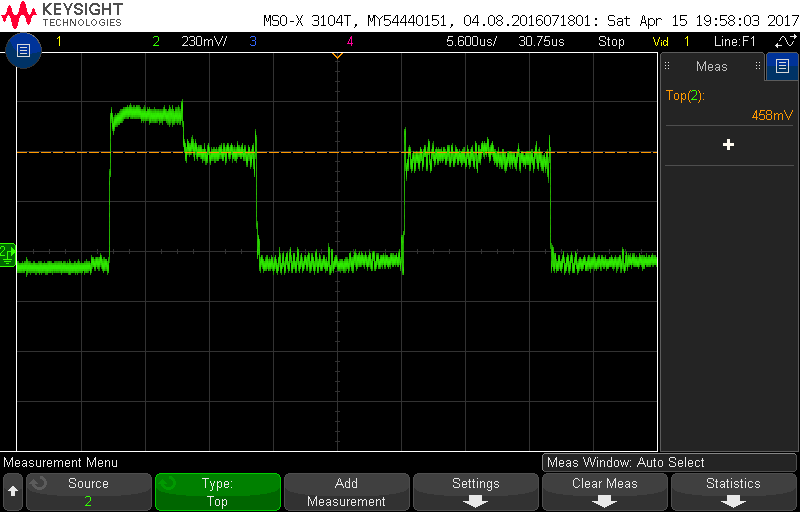 KEYSIGHT
TECHNOLOGIES
MSO-X 3104T, MY54440151, 04.08.2016071801: Sat Apr 15 19:58:03 2017
1 2 230mV/ 3 4 5.600us/ 30.75us Stop Vid 1 Line:F1
Meas
Top(2):
458mV
+
2
Measurement Menu
Meas Window: Auto Select
Source
2
Type:
Top
Add
Measurement
Settings
Clear Meas
Statistics